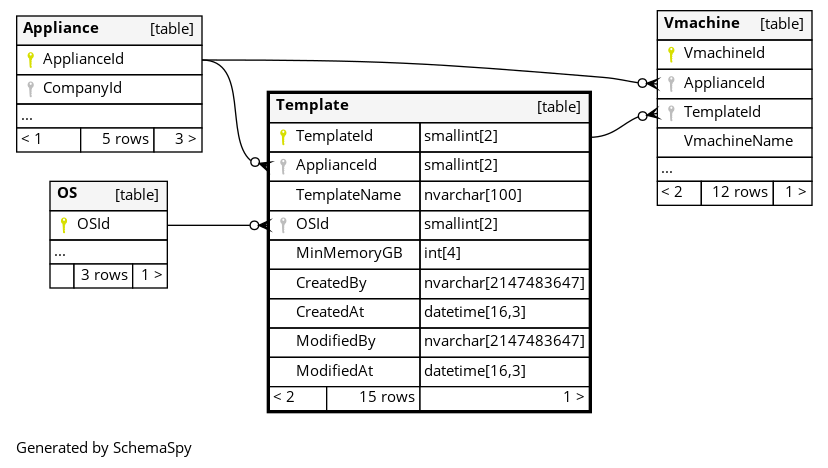 Appliance [table]
ApplianceId
CompanyId
...
< 1 5 rows 3 >
OS [table]
OSId
...
3 rows 1 >
Template [table]
TemplateId smallint[2]
ApplianceId smallint[2]
TemplateName nvarchar[100]
OSId smallint[2]
MinMemoryGB int[4]
CreatedBy nvarchar[2147483647]
CreatedAt datetime[16,3]
ModifiedBy nvarchar[2147483647]
ModifiedAt datetime[16,3]
< 2 15 rows 1 >
Vmachine [table]
VmachineId
ApplianceId
TemplateId
VmachineName
...
< 2 12 rows 1 >
Generated by SchemaSpy